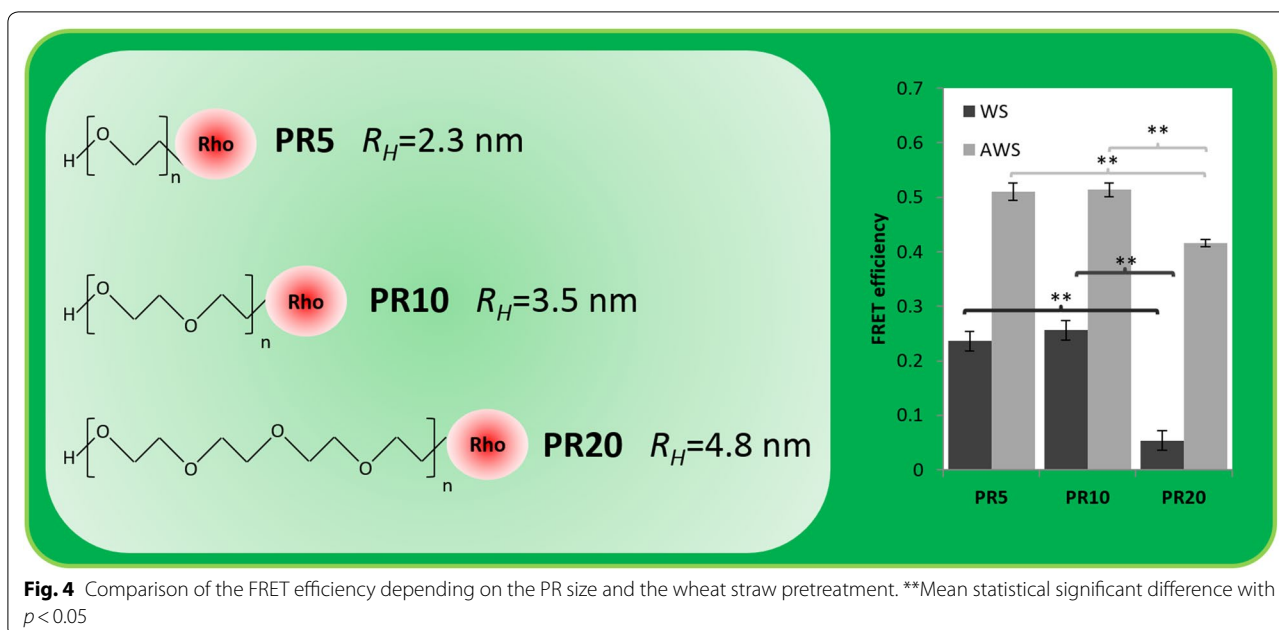 H
O
n
Rho
PR5 R_H=2.3 nm
H
O
O
n
Rho
PR10 R_H=3.5 nm
H
O
O
O
O
n
Rho
PR20 R_H=4.8 nm
FRET efficiency
0.7
0.6
0.5
0.4
0.3
0.2
0.1
0
WS
AWS
**
**
**
**
PR5 PR10 PR20
Fig. 4 Comparison of the FRET efficiency depending on the PR size and the wheat straw pretreatment. **Mean statistical significant difference with
p < 0.05